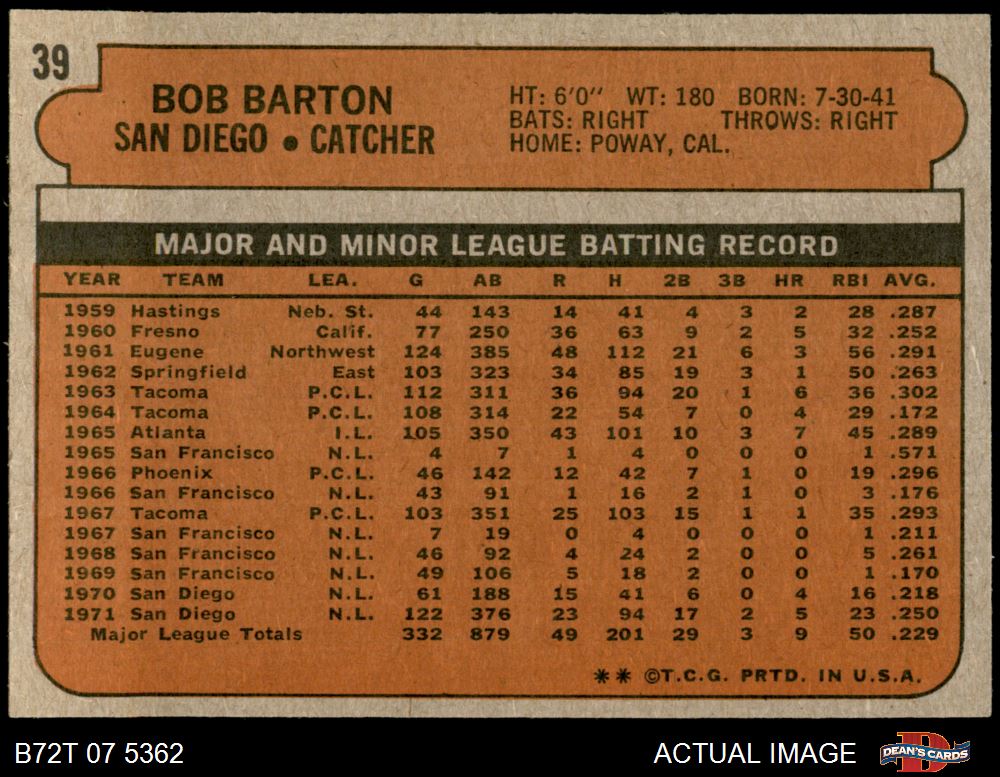 39
BOB BARTON
SAN DIEGO • CATCHER
HT: 6'0" WT: 180 BORN: 7-30-41
BATS: RIGHT THROWS: RIGHT
HOME: POWAY, CAL.
MAJOR AND MINOR LEAGUE BATTING RECORD
YEAR TEAM LEA. G AB R H 2B 3B HR RBI AVG.
1959 Hastings Neb. St. 44 143 14 41 4 3 2 28 .287
1960 Fresno Calif. 77 250 36 63 9 2 5 32 .252
1961 Eugene Northwest 124 385 48 112 21 6 3 56 .291
1962 Springfield East 103 323 34 85 19 3 1 50 .263
1963 Tacoma P.C.L. 112 311 36 94 20 1 6 36 .302
1964 Tacoma P.C.L. 108 314 22 54 7 0 4 29 .172
1965 Atlanta I.L. 105 350 43 101 10 3 7 45 .289
1965 San Francisco N.L. 4 7 1 4 0 0 0 1 .571
1966 Phoenix P.C.L. 46 142 12 42 7 1 0 19 .296
1966 San Francisco N.L. 43 91 1 16 2 1 0 3 .176
1967 Tacoma P.C.L. 103 351 25 103 15 1 1 35 .293
1967 San Francisco N.L. 7 19 0 4 0 0 0 1 .211
1968 San Francisco N.L. 46 92 4 24 2 0 0 5 .261
1969 San Francisco N.L. 49 106 5 18 2 0 0 1 .170
1970 San Diego N.L. 61 188 15 41 6 0 4 16 .218
1971 San Diego N.L. 122 376 23 94 17 2 5 23 .250
Major League Totals 332 879 49 201 29 3 9 50 .229
** ©T.C.G. PRTD. IN U.S.A.
B72T 07 5362
ACTUAL IMAGE
DEAN'S CARDS